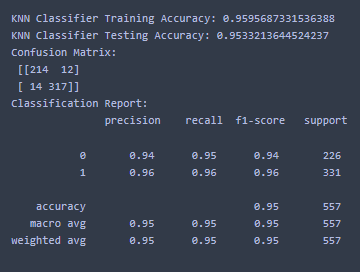 KNN Classifier Training Accuracy: 0.9595687331536388
KNN Classifier Testing Accuracy: 0.9533213644524237
Confusion Matrix:
[[214  12]
[ 14 317]]
Classification Report:
precision    recall  f1-score   support
0       0.94      0.95      0.94       226
1       0.96      0.96      0.96       331
accuracy                           0.95       557
macro avg       0.95      0.95      0.95       557
weighted avg       0.95      0.95      0.95       557